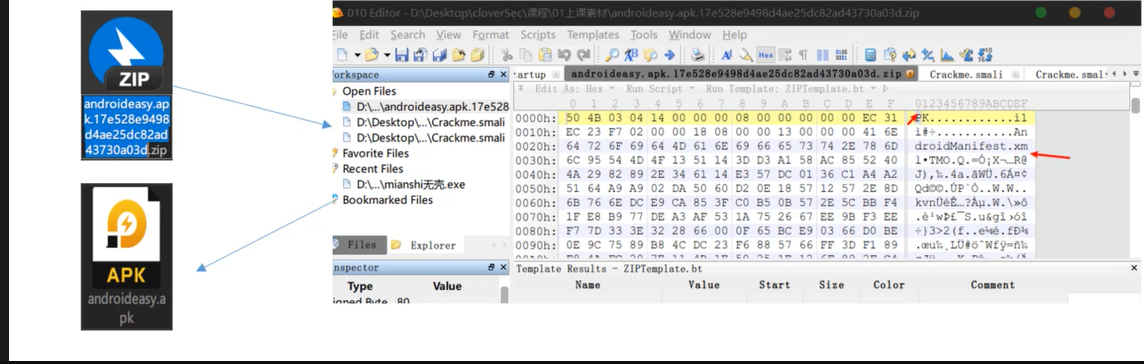 ZIP
androideasy.ap
k.17e528e9498
d4ae25dc82ad
43730a03d.zip
APK
androideasy.a
pk
010 Editor - D:\Desktop\cloverSec\课程\01上课素材\androideasy.apk.17e528e9498d4ae25dc82ad43730a03d.zip
File Edit Search View Format Scripts Templates Tools Window Help
orkspace
Open Files
D:\...\androideasy.apk.17e528
D:\Desktop\...\Crackme.smali
D:\Desktop\...\Crackme.smali
Favorite Files
Recent Files
D:\...\mianshi无壳.exe
Bookmarked Files
Files Explorer
nspector
Type Value
igned Byte 80
artup androideasy.apk.17e528e9498d4ae25dc82ad43730a03d.zip Crackme.smali Crackme.smal
Edit As: Hex Run Script Run Template: ZIPTemplate.bt
0 1 2 3 4 5 6 7 8 9 A B C D E F 0123456789ABCDEF
0000h: 50 4B 03 04 14 00 00 00 08 00 00 00 00 00 EC 31 PK............ì1
0010h: EC 23 F7 02 00 00 18 08 00 00 13 00 00 00 41 6E ì#÷...........An
0020h: 64 72 6F 69 64 4D 61 6E 69 66 65 73 74 2E 78 6D droidManifest.xm
0030h: 6C 95 54 4D 4F 13 51 14 3D D3 A1 58 AC 85 52 40 l•TMO.Q.=Ó¡X¬…R@
0040h: 4A 29 82 89 2E 34 61 14 E3 57 DC 01 36 C1 A4 A2 J)‚‰.4a.ãWÜ.6Á¤¢
0050h: 51 64 A9 A9 02 DA 50 60 D2 0E 18 57 12 57 2E 8D Qd©©.ÚP`Ò..W.W..
0060h: 6B 76 6E DC E9 CA 85 3F C0 B5 0B 57 2E 5C BB F4 kvnÜéÊ…?Àµ.W.\»ô
0070h: 1F E8 B9 77 DE A3 AF 53 1A 75 26 67 EE 9B F3 EE .è¹wÞ£¯S.u&gî›óî
0080h: F7 7D 33 3E 32 28 66 00 0F 65 BC E9 03 66 D0 BE ÷}3>2(f..e¼é.fÐ¾
0090h: 0E 9C 75 89 B8 4C DC 23 F6 88 57 66 FF 3D F1 89 .œu‰¸LÜ#öˆWfÿ=ñ‰
Template Results - ZIPTemplate.bt
Name Value Start Size Color Comment